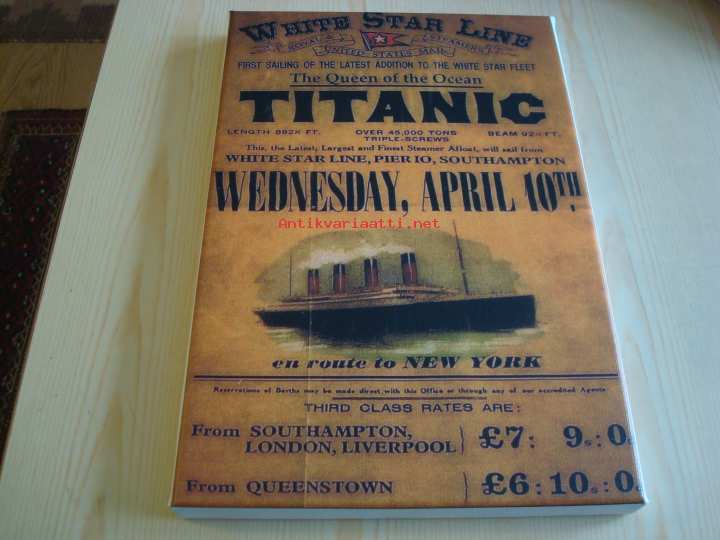 WHITE STAR LINE
ROYAL & STEAMERS
UNITED STATES MAIL
FIRST SAILING OF THE LATEST ADDITION TO THE WHITE STAR FLEET
The Queen of the Ocean
TITANIC
LENGTH 882½ FT. OVER 45,000 TONS BEAM 92½ FT.
TRIPLE-SCREWS
This, the Latest, Largest and Finest Steamer Afloat, will sail from
WHITE STAR LINE, PIER 10, SOUTHAMPTON
WEDNESDAY, APRIL 10TH,
Antikvariaatti.net
en route to NEW YORK
Reservations of Berths may be made direct with this Office or through any of our accredited Agents
THIRD CLASS RATES ARE:
From SOUTHAMPTON, LONDON, LIVERPOOL } £7: 9s: 0
From QUEENSTOWN } £6: 10s: 0